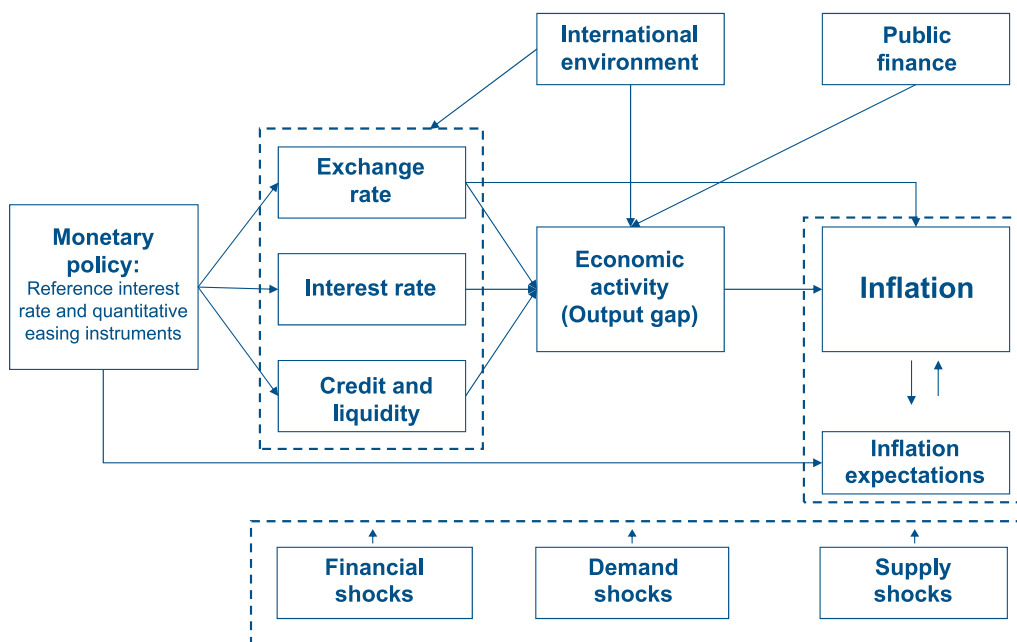 International
environment
Public
finance
Exchange
rate
Monetary
policy:
Reference interest
rate and quantitative
easing instruments
Interest rate
Economic
activity
(Output gap)
Inflation
Credit and
liquidity
Inflation
expectations
Financial
shocks
Demand
shocks
Supply
shocks